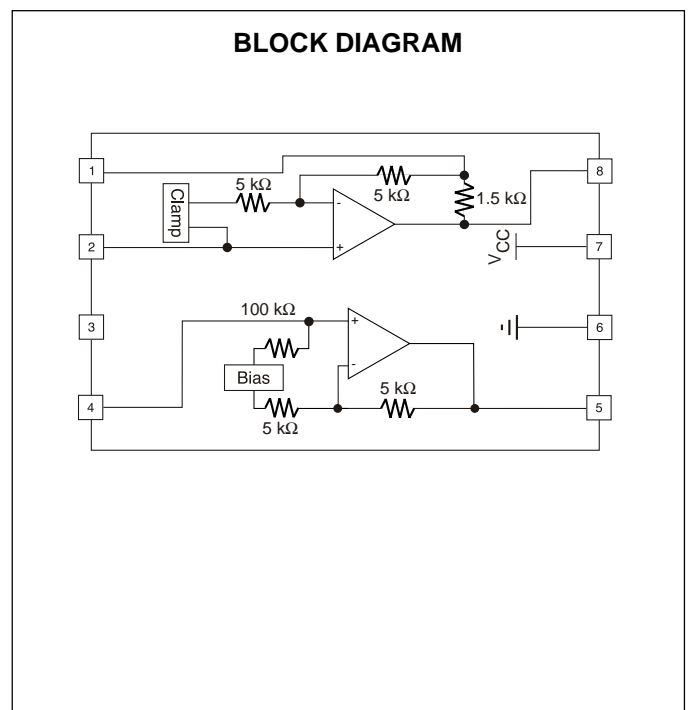 BLOCK DIAGRAM
1
8
5 kΩ
5 kΩ
1.5 kΩ
Clamp
-
+
2
VCC
7
3
6
100 kΩ
+
-
Bias
5 kΩ
5 kΩ
4
5